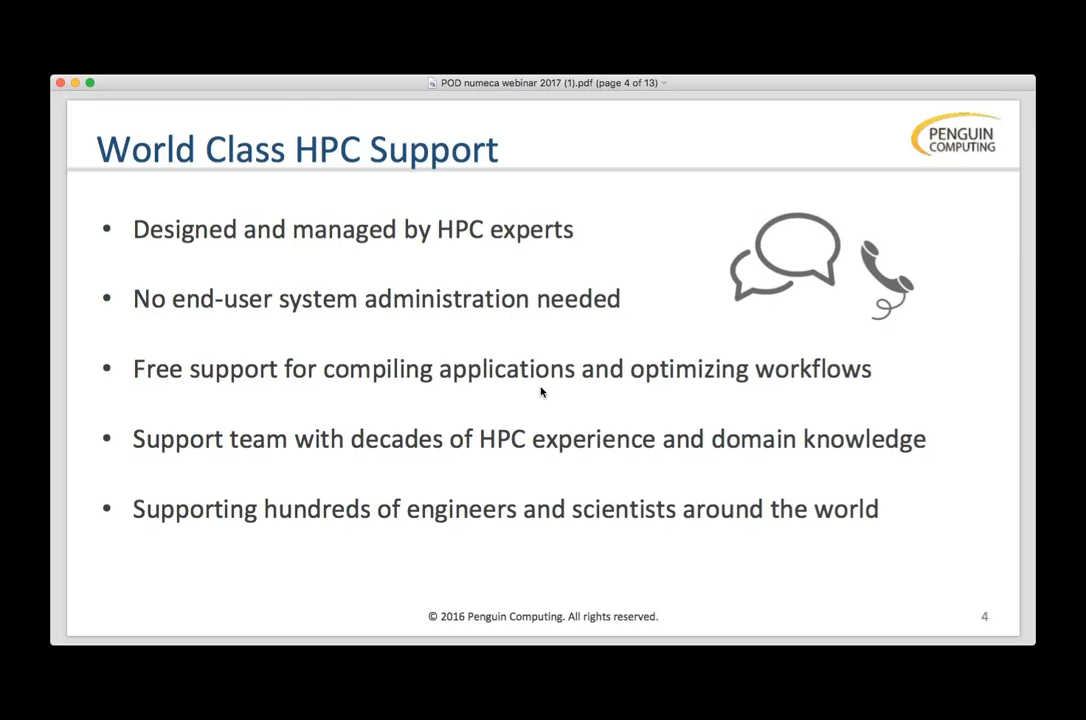 POD numeca webinar 2017 (1).pdf (page 4 of 13)
World Class HPC Support
PENGUIN
COMPUTING
• Designed and managed by HPC experts
• No end-user system administration needed
• Free support for compiling applications and optimizing workflows
• Support team with decades of HPC experience and domain knowledge
• Supporting hundreds of engineers and scientists around the world
© 2016 Penguin Computing. All rights reserved.
4